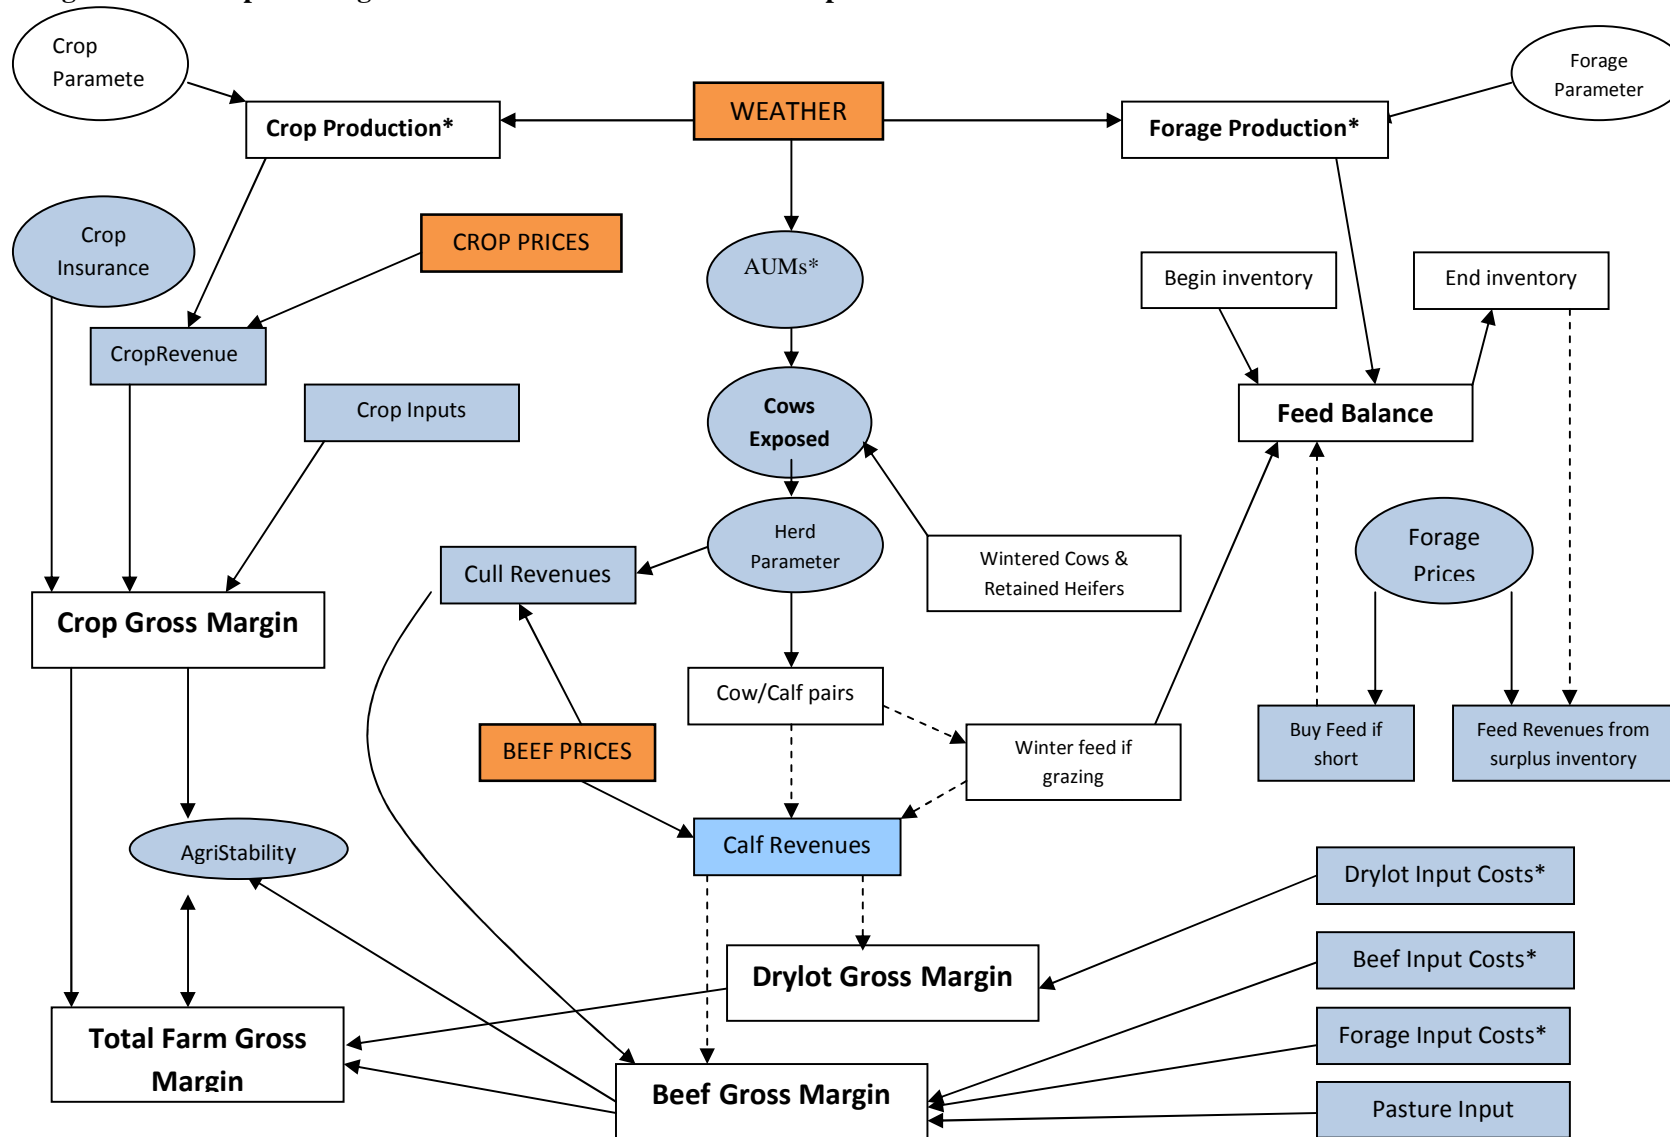 Crop
Paramete
Forage
Parameter
WEATHER
Crop Production*
Forage Production*
Crop
Insurance
CROP PRICES
AUMs*
Begin inventory
End inventory
CropRevenue
Crop Inputs
Cows
Exposed
Feed Balance
Herd
Parameter
Cull Revenues
Wintered Cows &
Retained Heifers
Forage
Prices
Crop Gross Margin
Cow/Calf pairs
BEEF PRICES
Winter feed if
grazing
Buy Feed if
short
Feed Revenues from
surplus inventory
Calf Revenues
AgriStability
Drylot Input Costs*
Drylot Gross Margin
Beef Input Costs*
Total Farm Gross
Margin
Forage Input Costs*
Beef Gross Margin
Pasture Input